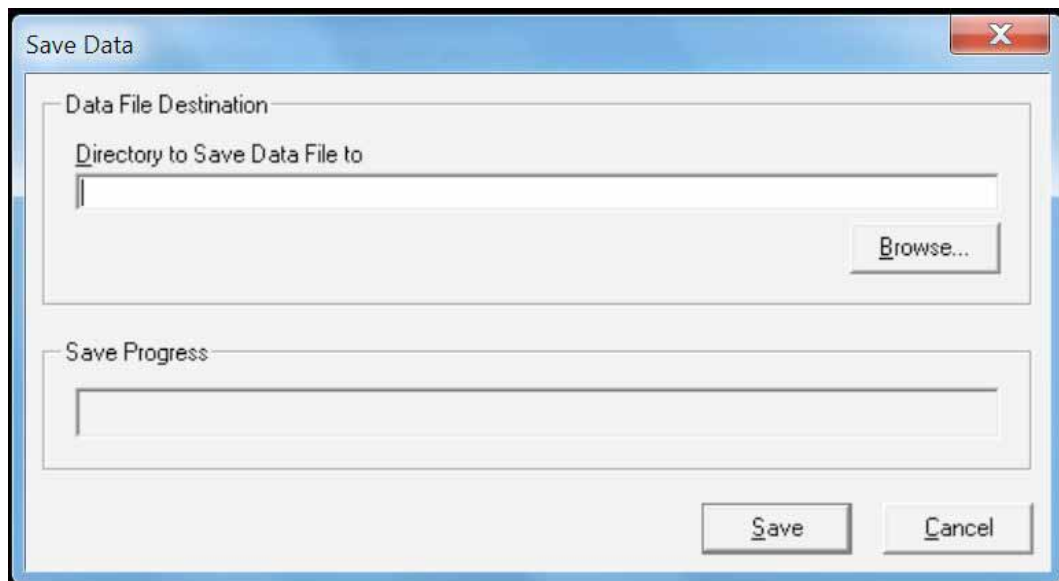 Save Data
X
Data File Destination
Directory to Save Data File to
Browse...
Save Progress
Save
Cancel